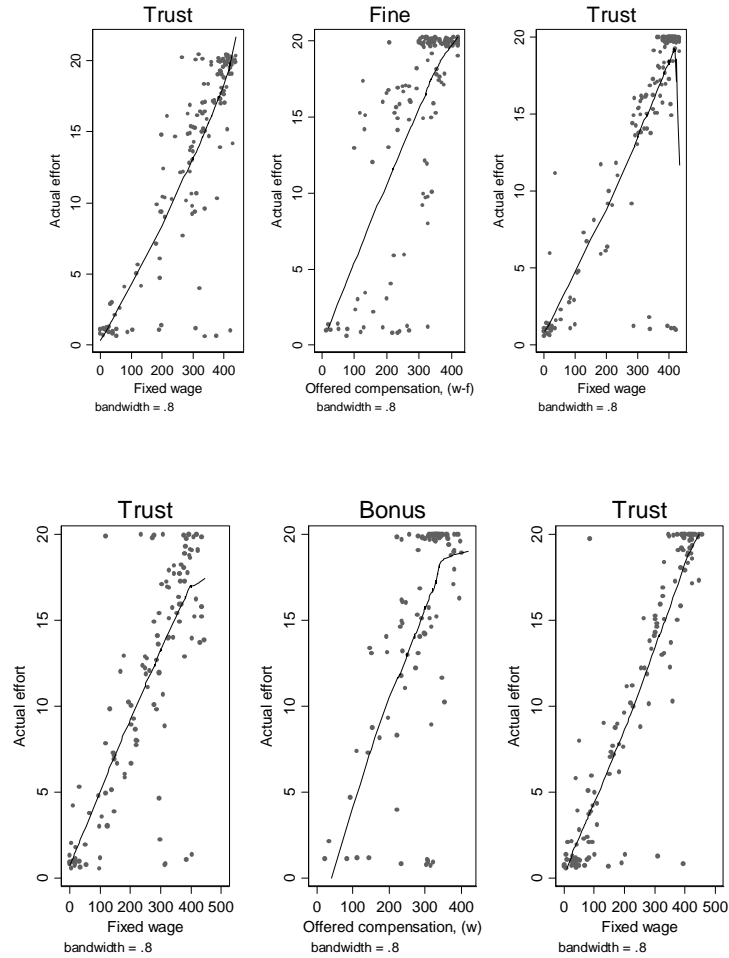 Trust
Fine
Trust
Actual effort
0 5 10 15 20
0 100 200 300 400
Fixed wage
bandwidth = .8
Actual effort
0 5 10 15 20
0 100 200 300 400
Offered compensation, (w-f)
bandwidth = .8
Actual effort
0 5 10 15 20
0 100 200 300 400
Fixed wage
bandwidth = .8
Trust
Bonus
Trust
Actual effort
0 5 10 15 20
0 100 200 300 400 500
Fixed wage
bandwidth = .8
Actual effort
0 5 10 15 20
0 100 200 300 400
Offered compensation, (w)
bandwidth = .8
Actual effort
0 5 10 15 20
0 100 200 300 400 500
Fixed wage
bandwidth = .8